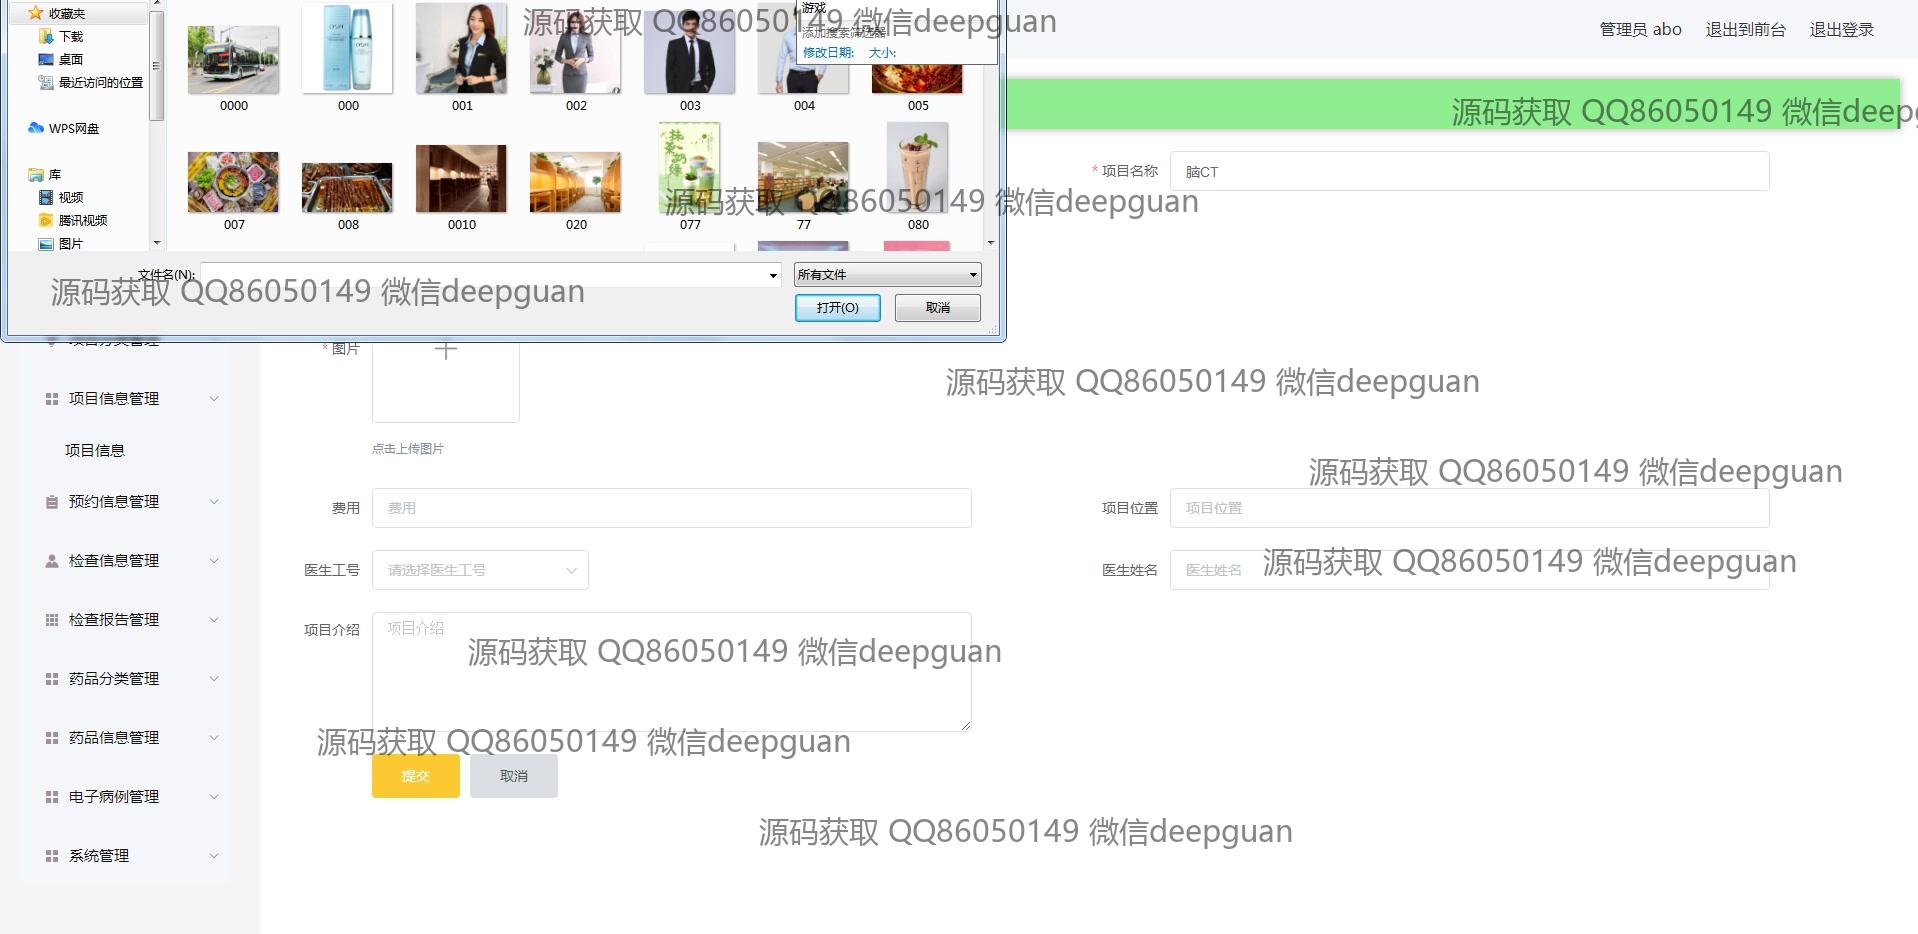 收藏夹
下载
桌面
最近访问的位置
WPS网盘
库
视频
腾讯视频
图片
0000
000
001
002
003
004
005
007
008
0010
020
077
77
080
游戏
添加搜索筛选器
修改日期:
大小:
文件名(N):
所有文件
打开(O)
取消
管理员 abo
退出到前台
退出登录
源码获取 QQ86050149 微信deepguan
源码获取 QQ86050149 微信deepg
* 项目名称
脑CT
源码获取 QQ86050149 微信deepguan
源码获取 QQ86050149 微信deepguan
项目分类管理
* 图片
源码获取 QQ86050149 微信deepguan
项目信息管理
项目信息
点击上传图片
源码获取 QQ86050149 微信deepguan
预约信息管理
费用
费用
项目位置
项目位置
检查信息管理
医生工号
请选择医生工号
医生姓名
医生姓名
源码获取 QQ86050149 微信deepguan
检查报告管理
项目介绍
项目介绍
源码获取 QQ86050149 微信deepguan
药品分类管理
药品信息管理
源码获取 QQ86050149 微信deepguan
提交
取消
电子病例管理
源码获取 QQ86050149 微信deepguan
系统管理